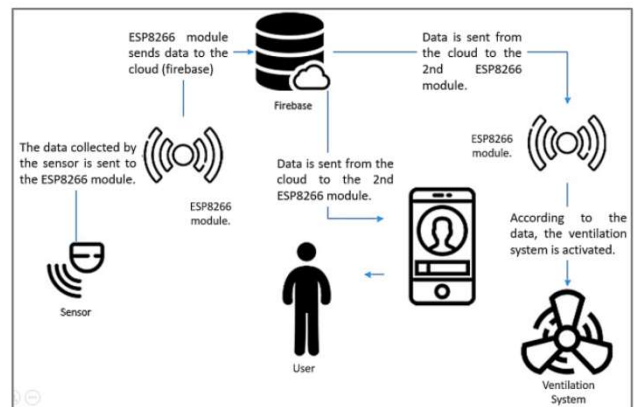 ESP8266 module
sends data to the
cloud (firebase)
Firebase
Data is sent from
the cloud to the
2nd ESP8266
module.
The data collected by
the sensor is sent to
the ESP8266 module.
ESP8266
module.
Data is sent from the
cloud to the 2nd
ESP8266 module.
ESP8266
module.
According to the
data, the ventilation
system is activated.
Sensor
User
Ventilation
System